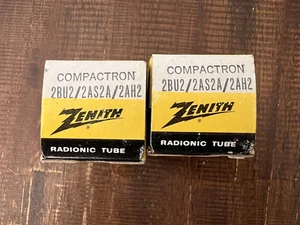 COMPACTRON
2BU2/2AS2A/2AH2
ZENITH
®
RADIONIC TUBE
COMPACTRON
2BU2/2AS2A/2AH2
ZENITH
®
RADIONIC TUBE